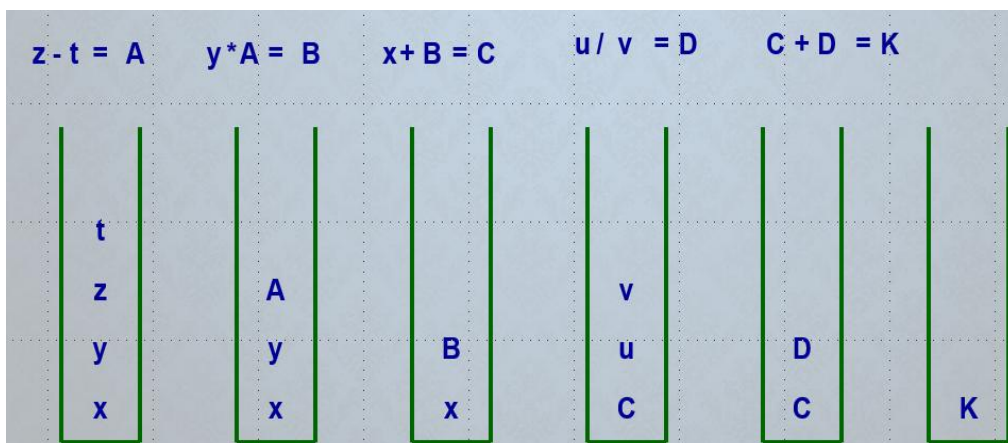 z - t = A y * A = B x + B = C u / v = D C + D = K
t
z A v
y y B u D
x x x C C K